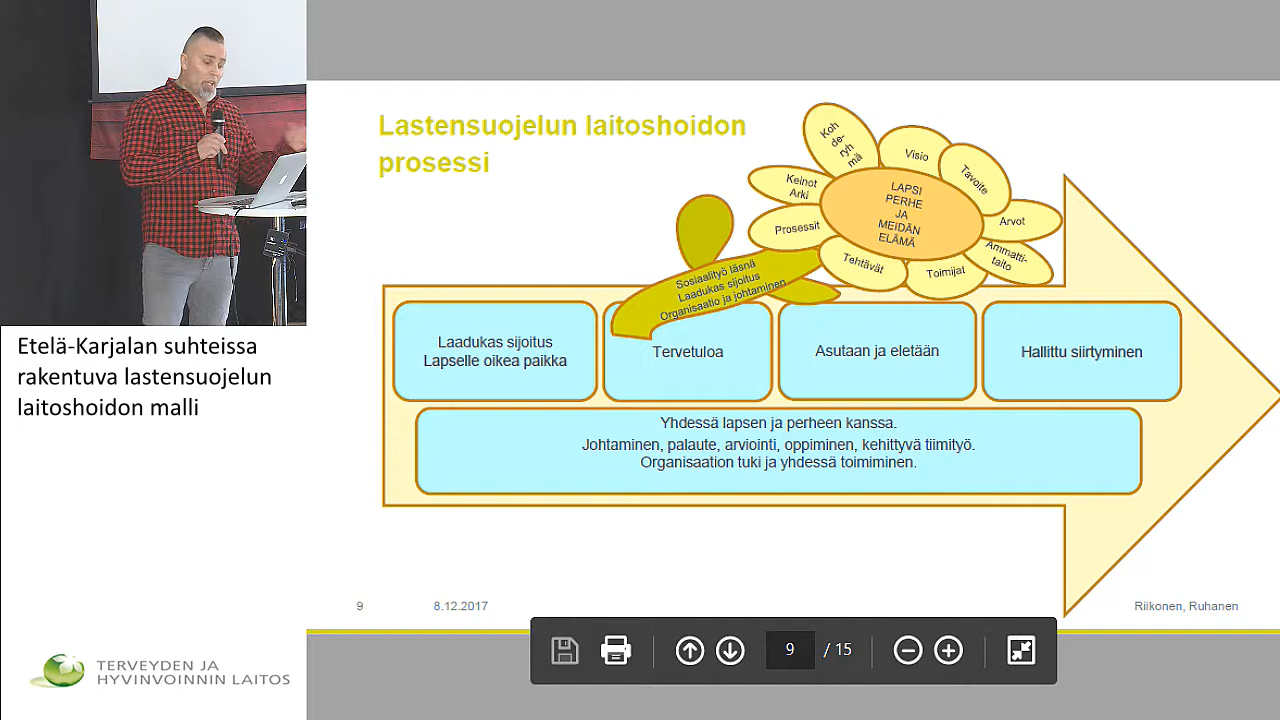 Lastensuojelun laitoshoidon
prosessi
Koh
de-
ryh
mä
Visio
Tavoite
Arvot
Ammatti-
taito
Toimijat
Tehtävät
Prosessit
Keinot
Arki
LAPSI
PERHE
JA
MEIDÄN
ELÄMÄ
Sosiaalityö läsnä
Laadukas sijoitus
Organisaatio ja johtaminen
Laadukas sijoitus
Lapselle oikea paikka
Tervetuloa
Asutaan ja eletään
Hallittu siirtyminen
Yhdessä lapsen ja perheen kanssa.
Johtaminen, palaute, arviointi, oppiminen, kehittyvä tiimityö.
Organisaation tuki ja yhdessä toimiminen.
9
8.12.2017
Riikonen, Ruhanen
9 / 15
Etelä-Karjalan suhteissa
rakentuva lastensuojelun
laitoshoidon malli
TERVEYDEN JA
HYVINVOINNIN LAITOS